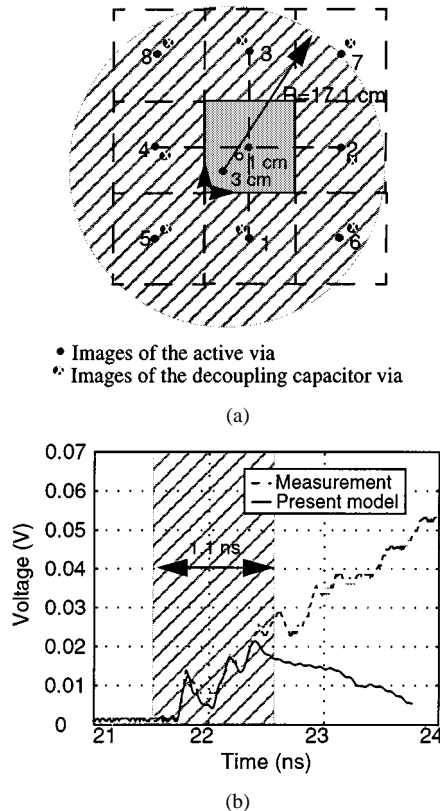 8
3
7
R=17.1 cm
4
6
2
1 cm
3 cm
5
1
6
• Images of the active via
Images of the decoupling capacitor via
(a)
0.07
0.06
0.05
0.04
0.03
0.02
0.01
0
Voltage (V)
Measurement
Present model
1.1 ns
21
22
23
24
Time (ns)
(b)